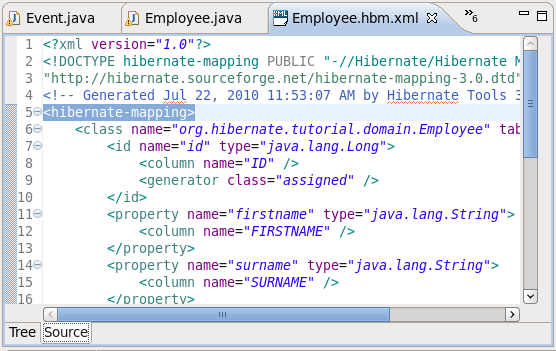 Event.java Employee.java Employee.hbm.xml »6
1 <?xml version="1.0"?>
2 <!DOCTYPE hibernate-mapping PUBLIC "-//Hibernate/Hibernate M
3 "http://hibernate.sourceforge.net/hibernate-mapping-3.0.dtd"
4 <!-- Generated Jul 22, 2010 11:53:07 AM by Hibernate Tools 3
5 <hibernate-mapping>
6 <class name="org.hibernate.tutorial.domain.Employee" tab
7 <id name="id" type="java.lang.Long">
8 <column name="ID" />
9 <generator class="assigned" />
10 </id>
11 <property name="firstname" type="java.lang.String">
12 <column name="FIRSTNAME" />
13 </property>
14 <property name="surname" type="java.lang.String">
15 <column name="SURNAME" />
16 </property>
Tree Source